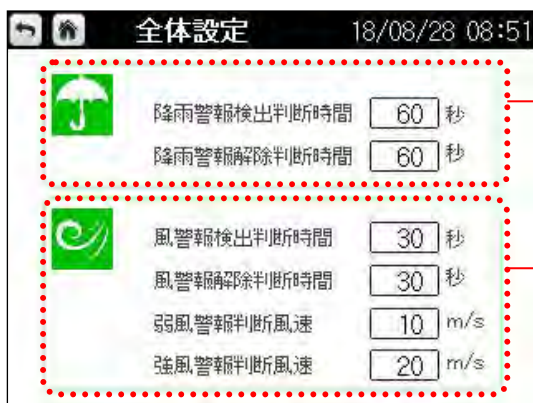 全体設定 18/08/28 08:51
降雨警報検出判断時間 60 秒
降雨警報解除判断時間 60 秒
風警報検出判断時間 30 秒
風警報解除判断時間 30 秒
弱風警報判断風速 10 m/s
強風警報判断風速 20 m/s